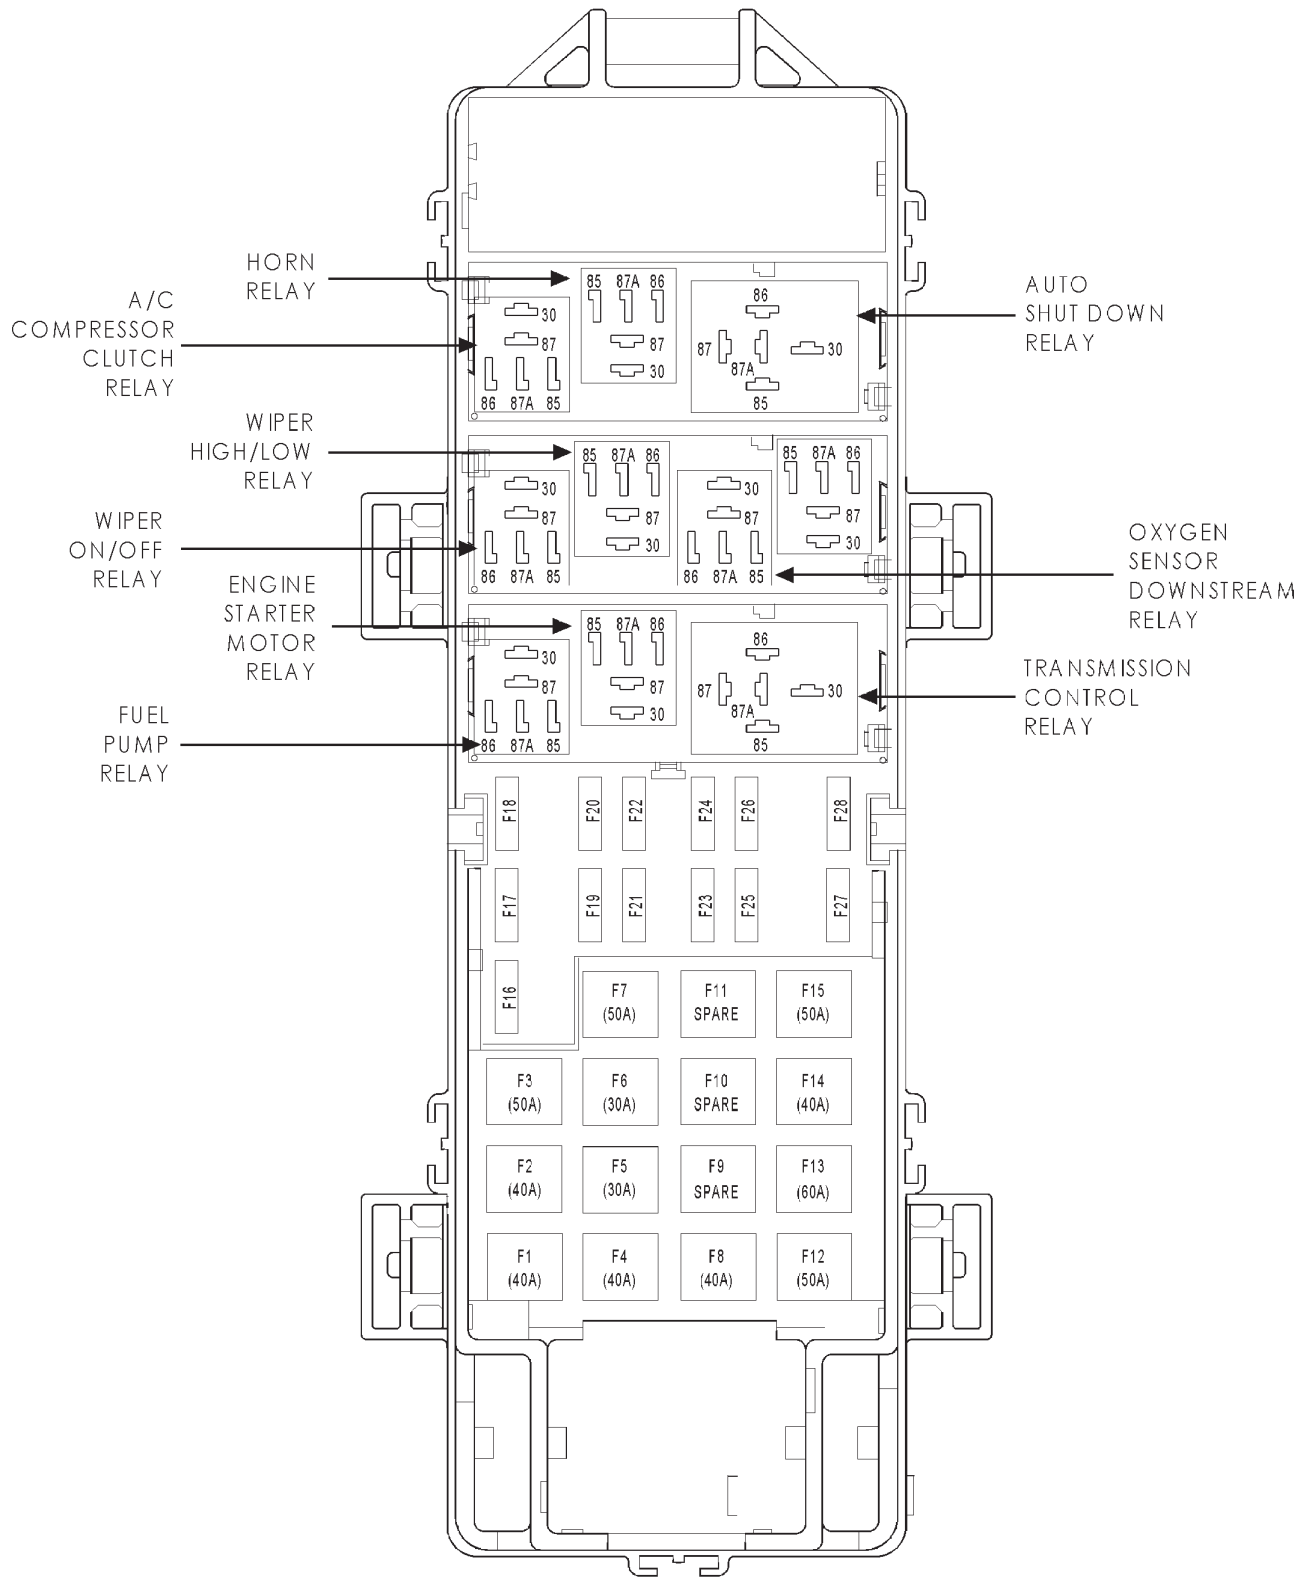 HORN
RELAY
A/C
COMPRESSOR
CLUTCH
RELAY
AUTO
SHUT DOWN
RELAY
85 87A 86
87
30
30
87
86 87A 85
86
87 30
87A
85
WIPER
HIGH/LOW
RELAY
WIPER
ON/OFF
RELAY
OXYGEN
SENSOR
DOWNSTREAM
RELAY
85 87A 86
87
30
85 87A 86
87
30
30
87
86 87A 85
30
87
86 87A 85
ENGINE
STARTER
MOTOR
RELAY
FUEL
PUMP
RELAY
TRANSMISSION
CONTROL
RELAY
85 87A 86
87
30
30
87
86 87A 85
86
87 30
87A
85
F18 F20 F22 F24 F26 F28
F17 F19 F21 F23 F25 F27
F16
F7 F11 F15
(50A) SPARE (50A)
F3 F6 F10 F14
(50A) (30A) SPARE (40A)
F2 F5 F9 F13
(40A) (30A) SPARE (60A)
F1 F4 F8 F12
(40A) (40A) (40A) (50A)